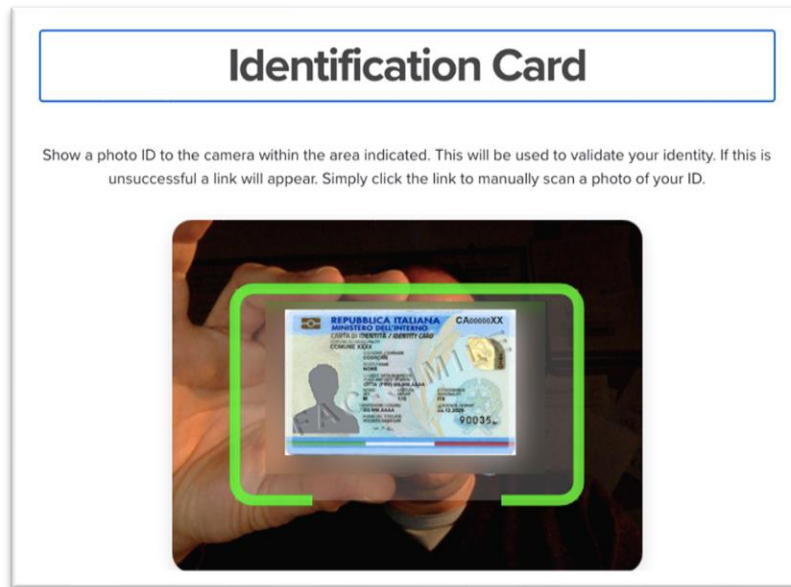 Identification Card
Show a photo ID to the camera within the area indicated. This will be used to validate your identity. If this is
unsuccessful a link will appear. Simply click the link to manually scan a photo of your ID.
REPUBBLICA ITALIANA
CA00000XX
MINISTERO DELL'INTERNO
CARTA DI IDENTITÀ / IDENTITY CARD
COMUNE XXXX
FACSIMILE
90035